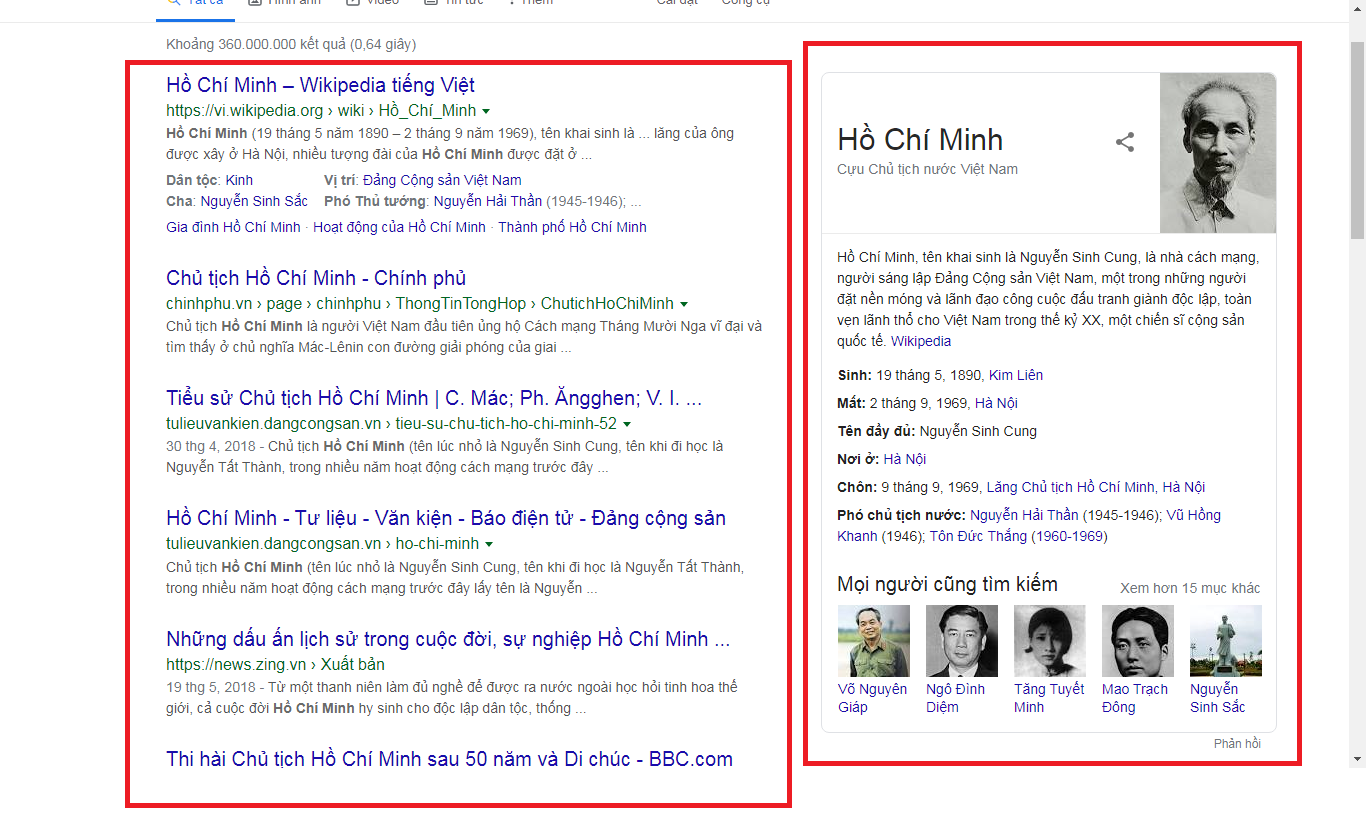 Tất cả Hình ảnh Video Tin tức Thêm Cài đặt Công cụ
Khoảng 360.000.000 kết quả (0,64 giây)
Hồ Chí Minh – Wikipedia tiếng Việt
https://vi.wikipedia.org › wiki › Hồ_Chí_Minh
Hồ Chí Minh (19 tháng 5 năm 1890 – 2 tháng 9 năm 1969), tên khai sinh là ... lăng của ông
được xây ở Hà Nội, nhiều tượng đài của Hồ Chí Minh được đặt ở ...
Dân tộc: Kinh Vị trí: Đảng Cộng sản Việt Nam
Cha: Nguyễn Sinh Sắc Phó Thủ tướng: Nguyễn Hải Thần (1945-1946); ...
Gia đình Hồ Chí Minh · Hoạt động của Hồ Chí Minh · Thành phố Hồ Chí Minh
Chủ tịch Hồ Chí Minh - Chính phủ
chinhphu.vn › page › chinhphu › ThongTinTongHop › ChutichHoChiMinh
Chủ tịch Hồ Chí Minh là người Việt Nam đầu tiên ủng hộ Cách mạng Tháng Mười Nga vĩ đại và
tìm thấy ở chủ nghĩa Mác-Lênin con đường giải phóng của giai ...
Tiểu sử Chủ tịch Hồ Chí Minh | C. Mác; Ph. Ăngghen; V. I. ...
tulieuvankien.dangcongsan.vn › tieu-su-chu-tich-ho-chi-minh-52
30 thg 4, 2018 - Chủ tịch Hồ Chí Minh (tên lúc nhỏ là Nguyễn Sinh Cung, tên khi đi học là
Nguyễn Tất Thành, trong nhiều năm hoạt động cách mạng trước đây ...
Hồ Chí Minh - Tư liệu - Văn kiện - Báo điện tử - Đảng cộng sản
tulieuvankien.dangcongsan.vn › ho-chi-minh
Chủ tịch Hồ Chí Minh (tên lúc nhỏ là Nguyễn Sinh Cung, tên khi đi học là Nguyễn Tất Thành,
trong nhiều năm hoạt động cách mạng trước đây lấy tên là Nguyễn ...
Những dấu ấn lịch sử trong cuộc đời, sự nghiệp Hồ Chí Minh ...
https://news.zing.vn › Xuất bản
19 thg 5, 2018 - Từ một thanh niên làm đủ nghề để được ra nước ngoài học hỏi tinh hoa thế
giới, cả cuộc đời Hồ Chí Minh hy sinh cho độc lập dân tộc, thống ...
Thi hài Chủ tịch Hồ Chí Minh sau 50 năm và Di chúc - BBC.com
Hồ Chí Minh
Cựu Chủ tịch nước Việt Nam
Hồ Chí Minh, tên khai sinh là Nguyễn Sinh Cung, là nhà cách mạng,
người sáng lập Đảng Cộng sản Việt Nam, một trong những người
đặt nền móng và lãnh đạo công cuộc đấu tranh giành độc lập, toàn
vẹn lãnh thổ cho Việt Nam trong thế kỷ XX, một chiến sĩ cộng sản
quốc tế. Wikipedia
Sinh: 19 tháng 5, 1890, Kim Liên
Mất: 2 tháng 9, 1969, Hà Nội
Tên đầy đủ: Nguyễn Sinh Cung
Nơi ở: Hà Nội
Chôn: 9 tháng 9, 1969, Lăng Chủ tịch Hồ Chí Minh, Hà Nội
Phó chủ tịch nước: Nguyễn Hải Thần (1945-1946); Vũ Hồng
Khanh (1946); Tôn Đức Thắng (1960-1969)
Mọi người cũng tìm kiếm Xem hơn 15 mục khác
Võ Nguyên Ngô Đình Tăng Tuyết Mao Trạch Nguyễn
Giáp Diệm Minh Đông Sinh Sắc
Phản hồi